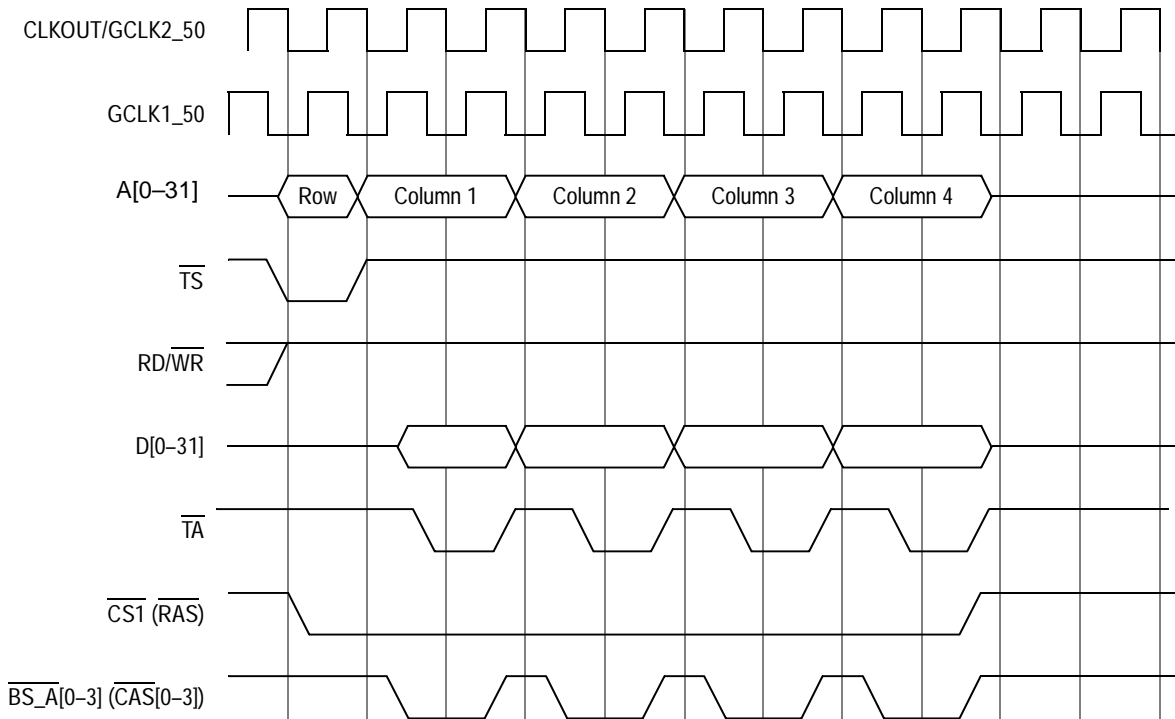 CLKOUT/GCLK2_50
GCLK1_50
A[0–31]
Row
Column 1
Column 2
Column 3
Column 4
TS
RD/WR
D[0–31]
TA
CS1 (RAS)
BS_A[0–3] (CAS[0–3])